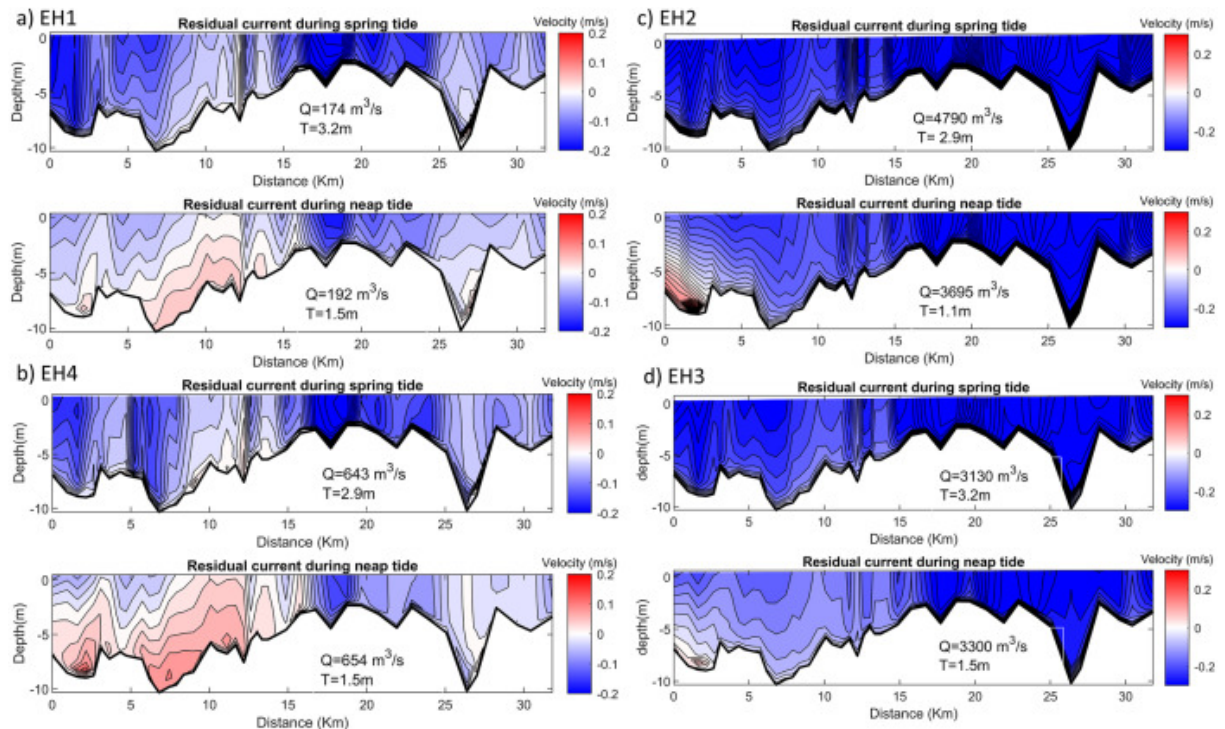 a) EH1
Residual current during spring tide
Velocity (m/s)
Depth(m)
0
-5
-10
0.2
0.1
0
-0.1
-0.2
Q=174 m³/s
T=3.2m
0 5 10 15 20 25 30
Distance (Km)
Residual current during neap tide
Velocity (m/s)
Depth(m)
0
-5
-10
0.2
0.1
0
-0.1
-0.2
Q=192 m³/s
T=1.5m
0 5 10 15 20 25 30
Distance (Km)
b) EH4
Residual current during spring tide
Velocity (m/s)
Depth(m)
0
-5
-10
0.2
0.1
0
-0.1
-0.2
Q=643 m³/s
T=2.9m
0 5 10 15 20 25 30
Distance (Km)
Residual current during neap tide
Velocity (m/s)
Depth(m)
0
-5
-10
0.2
0.1
0
-0.1
-0.2
Q=654 m³/s
T=1.5m
0 5 10 15 20 25 30
Distance (Km)
c) EH2
Residual current during spring tide
Velocity (m/s)
Depth(m)
0
-5
-10
0.2
0
-0.2
Q=4790 m³/s
T= 2.9m
0 5 10 15 20 25 30
Distance (Km)
Residual current during neap tide
Velocity (m/s)
Depth(m)
0
-5
-10
0.2
0
-0.2
Q=3695 m³/s
T=1.1m
0 5 10 15 20 25 30
Distance (Km)
d) EH3
Residual current during spring tide
Velocity (m/s)
depth(m)
0
-5
-10
0.2
0
-0.2
Q=3130 m³/s
T=3.2m
0 5 10 15 20 25 30
Distance (Km)
Residual current during neap tide
Velocity (m/s)
depth(m)
0
-5
-10
0.2
0
-0.2
Q=3300 m³/s
T=1.5m
0 5 10 15 20 25 30
Distance (Km)